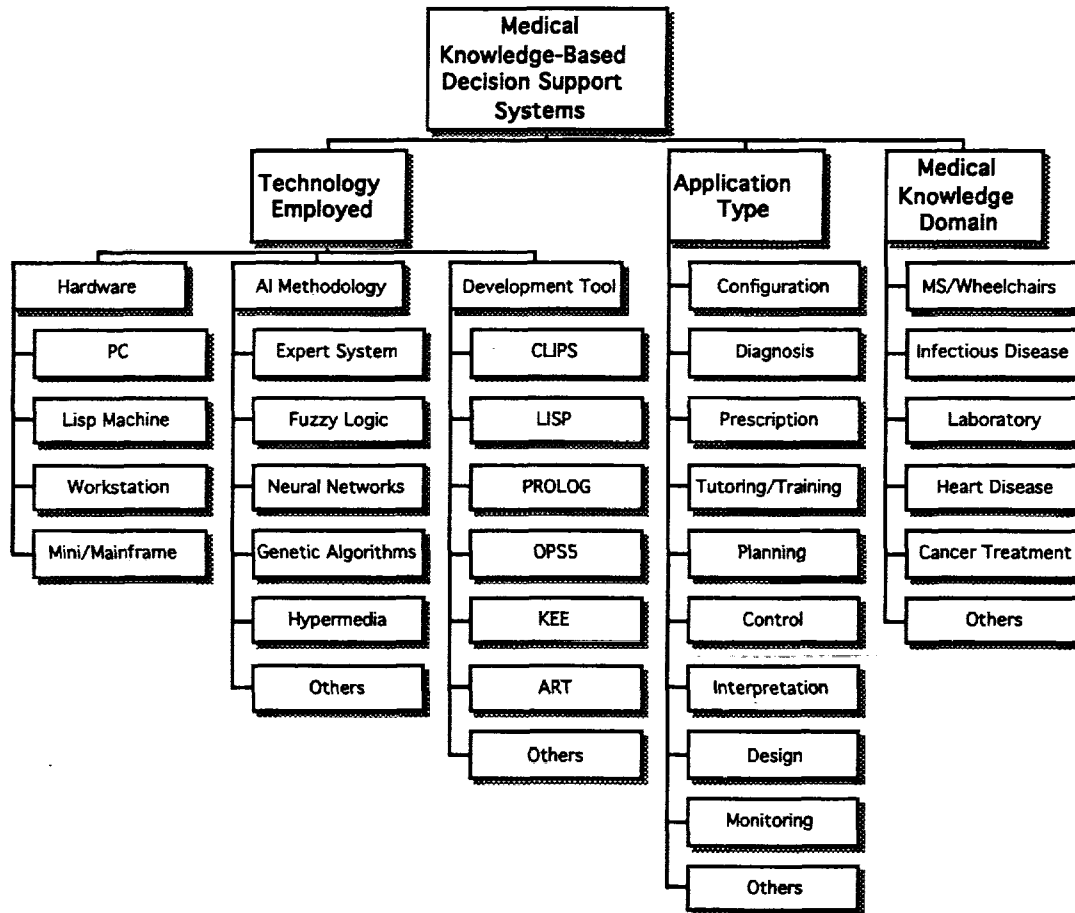 Medical
Knowledge-Based
Decision Support
Systems
Technology
Employed
Application
Type
Medical
Knowledge
Domain
Hardware
PC
Lisp Machine
Workstation
Mini/Mainframe
AI Methodology
Expert System
Fuzzy Logic
Neural Networks
Genetic Algorithms
Hypermedia
Others
Development Tool
CLIPS
LISP
PROLOG
OPS5
KEE
ART
Others
Configuration
Diagnosis
Prescription
Tutoring/Training
Planning
Control
Interpretation
Design
Monitoring
Others
MS/Wheelchairs
Infectious Disease
Laboratory
Heart Disease
Cancer Treatment
Others